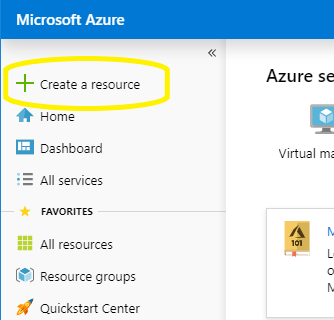 Microsoft Azure
«
Create a resource
Azure se
Home
Dashboard
Virtual ma
All services
FAVORITES
M
101
L
o
M
All resources
Resource groups
Quickstart Center